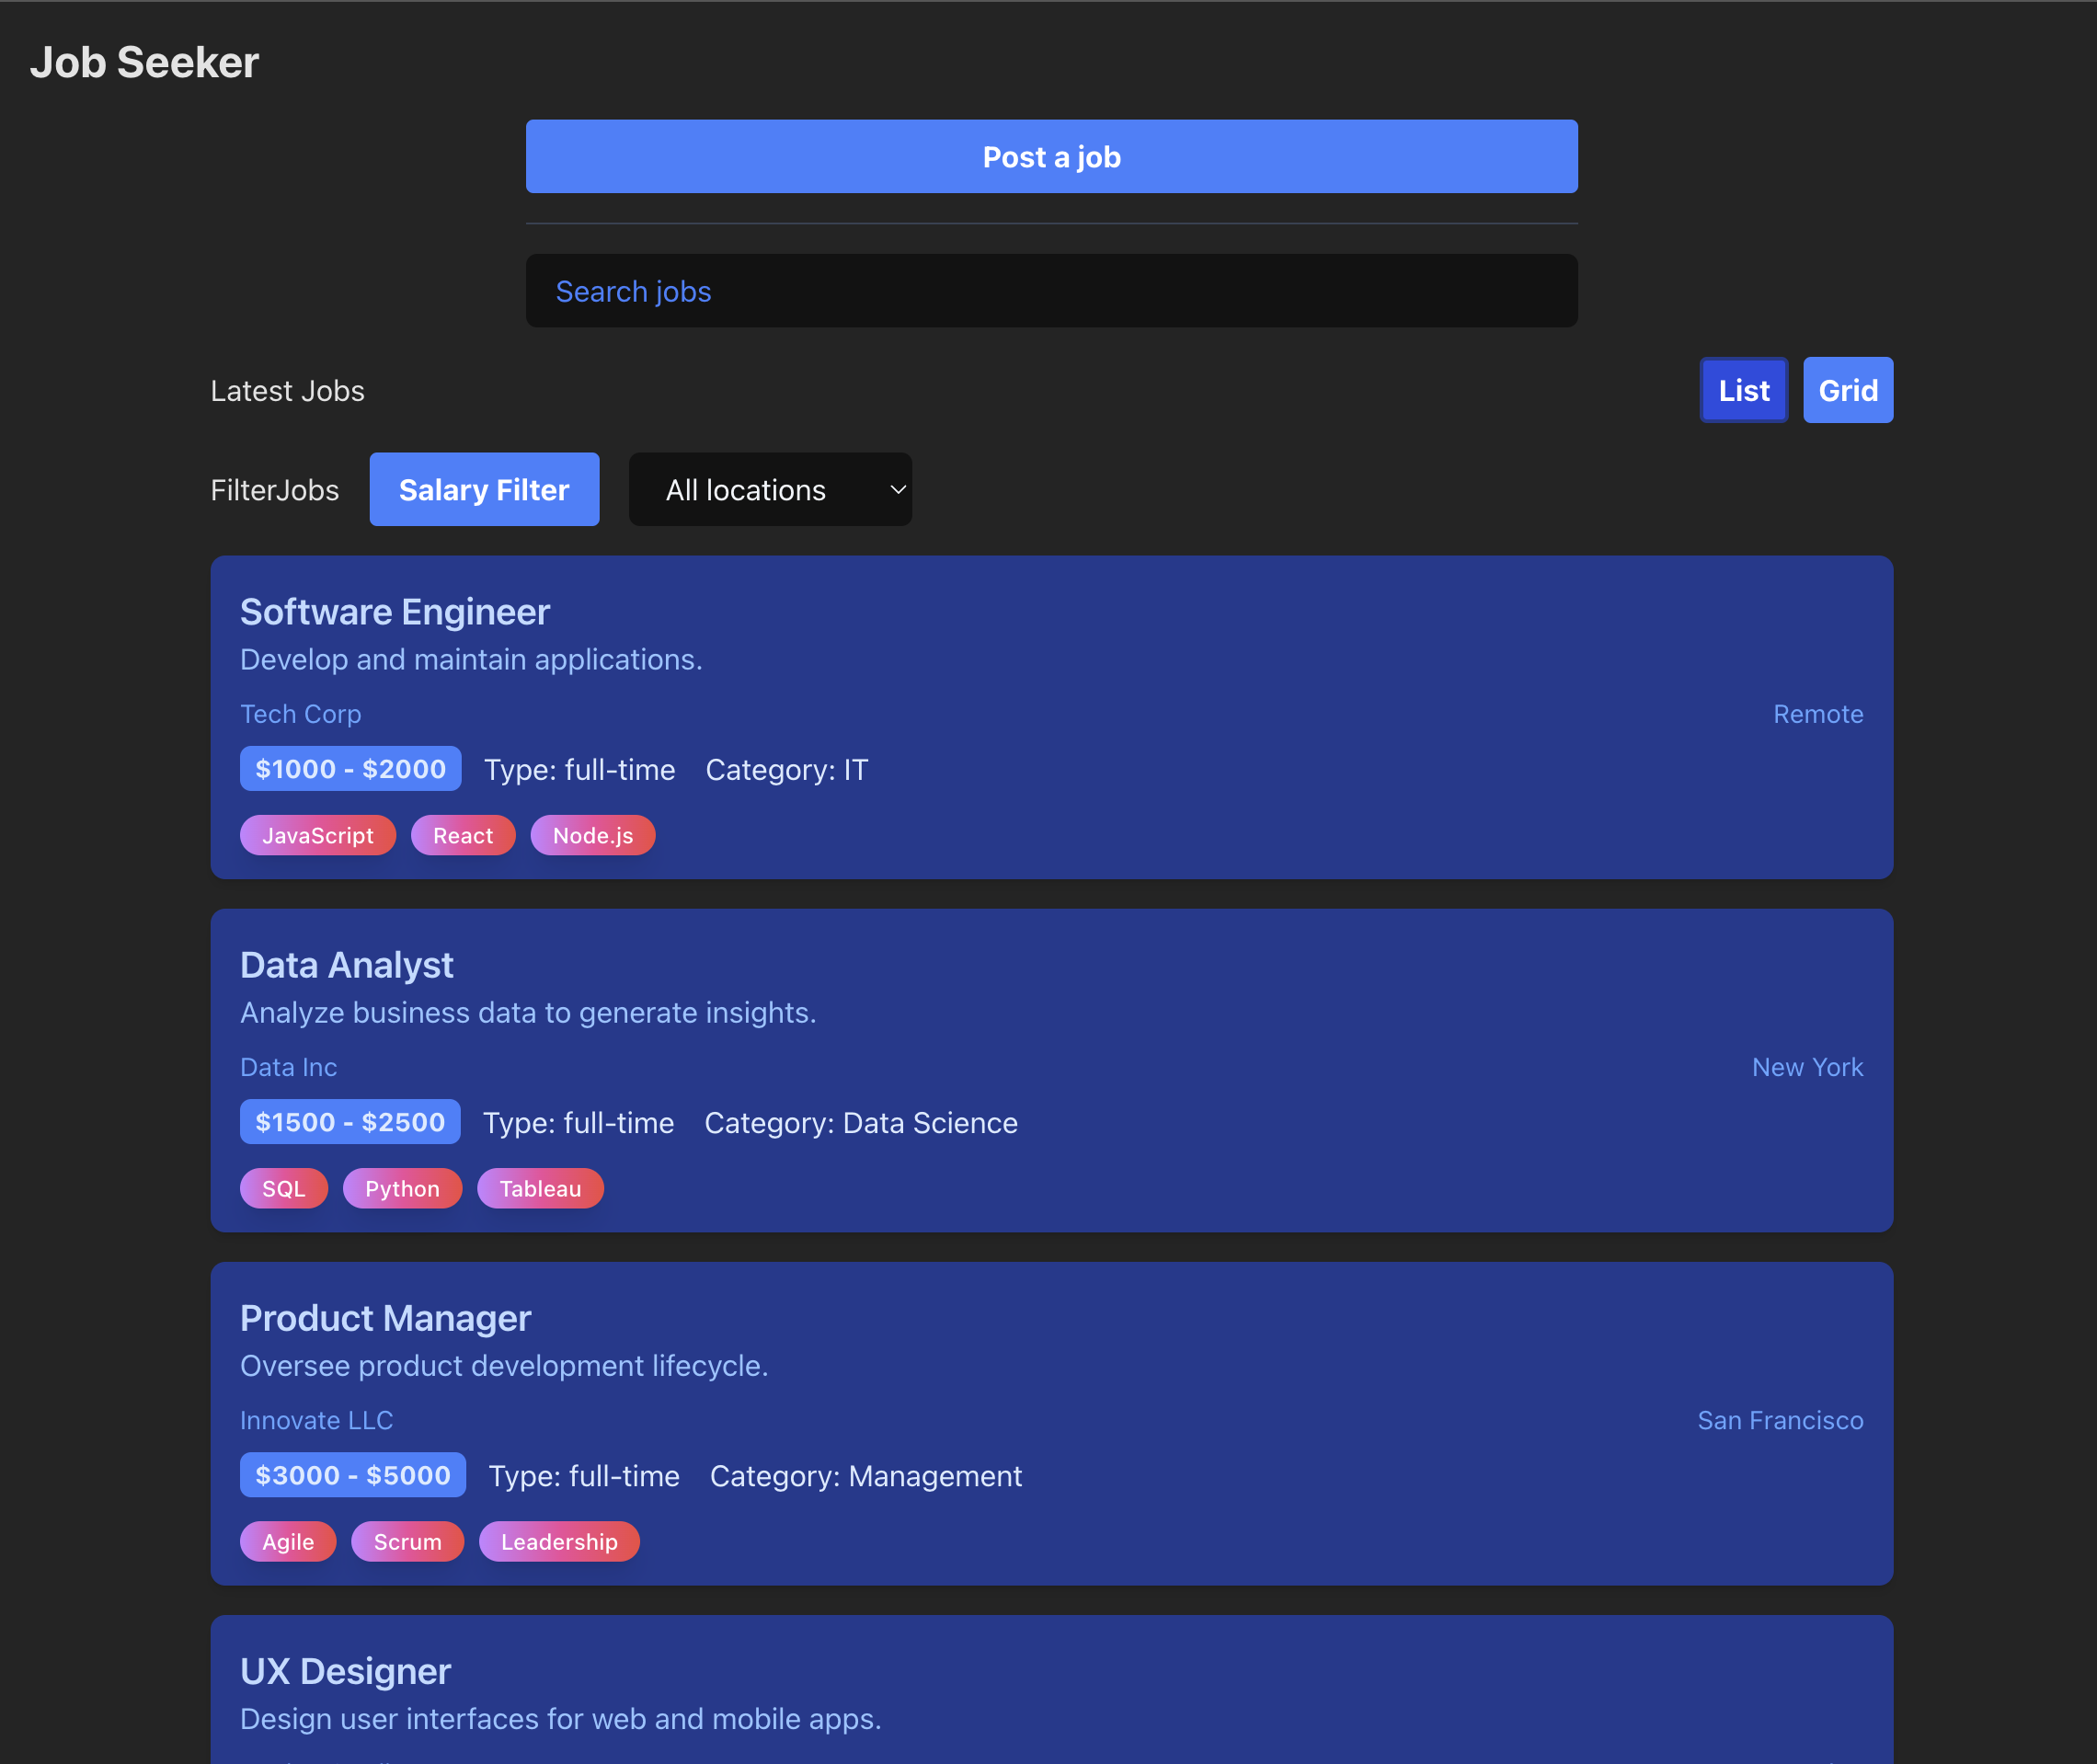 Job Seeker
Post a job
Search jobs
Latest Jobs
List
Grid
FilterJobs
Salary Filter
All locations
Software Engineer
Develop and maintain applications.
Tech Corp
Remote
$1000 - $2000
Type: full-time
Category: IT
JavaScript
React
Node.js
Data Analyst
Analyze business data to generate insights.
Data Inc
New York
$1500 - $2500
Type: full-time
Category: Data Science
SQL
Python
Tableau
Product Manager
Oversee product development lifecycle.
Innovate LLC
San Francisco
$3000 - $5000
Type: full-time
Category: Management
Agile
Scrum
Leadership
UX Designer
Design user interfaces for web and mobile apps.